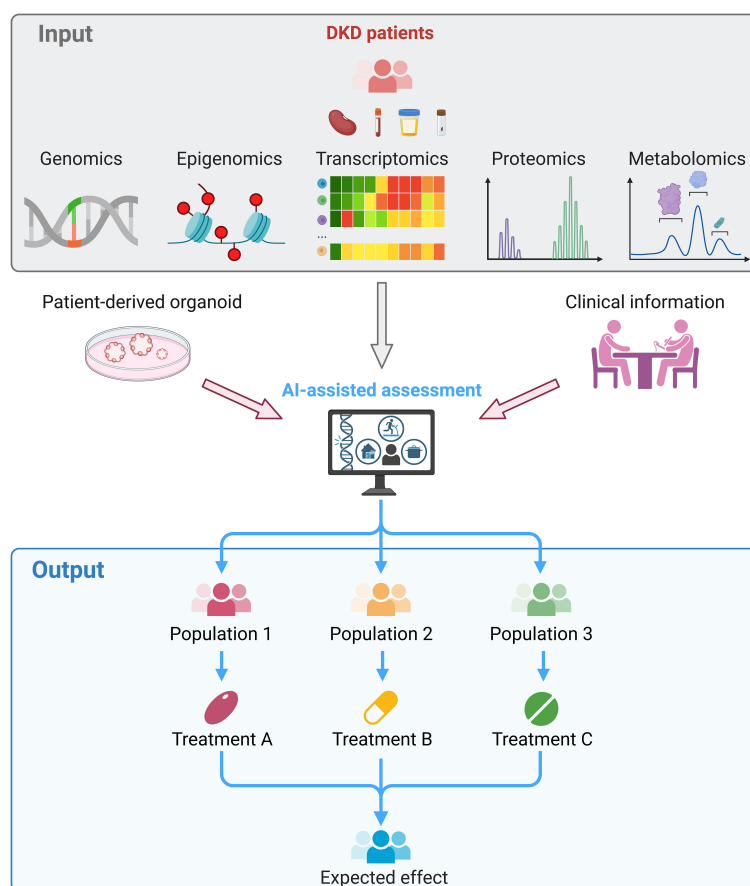 Input
DKD patients
Genomics
Epigenomics
Transcriptomics
Proteomics
Metabolomics
...
Patient-derived organoid
Clinical information
AI-assisted assessment
Output
Population 1
Population 2
Population 3
Treatment A
Treatment B
Treatment C
Expected effect